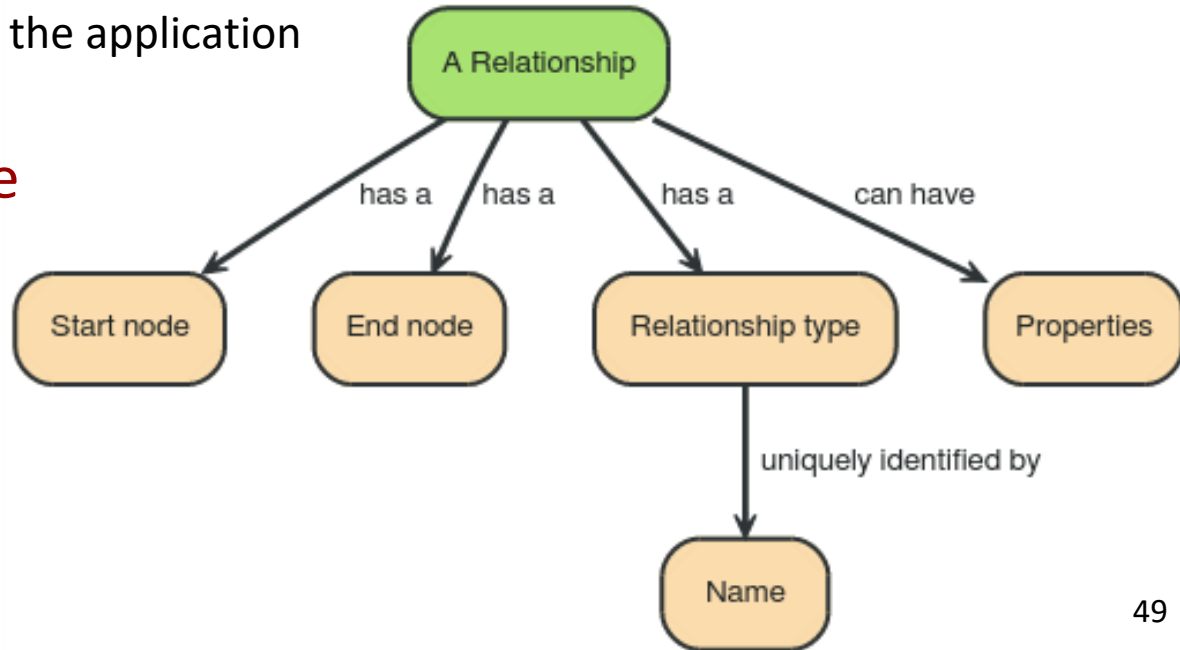 the application
A Relationship
e
has a
has a
has a
can have
Start node
End node
Relationship type
Properties
uniquely identified by
Name
49